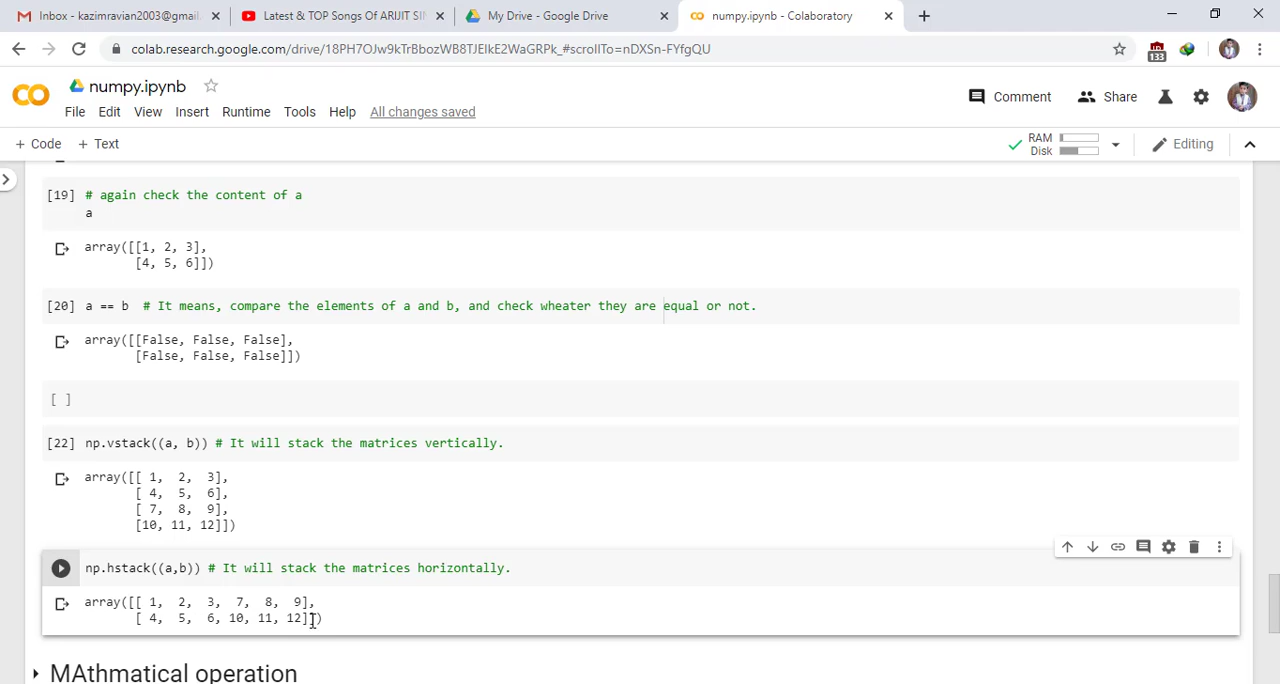 Inbox - kazimravian2003@gmail.
Latest & TOP Songs Of ARIJIT SIN
My Drive - Google Drive
numpy.ipynb - Colaboratory
colab.research.google.com/drive/18PH7OJw9kTrBbozWB8TJEIkE2WaGRPk_#scrollTo=nDXSn-FYfgQU
133
numpy.ipynb
Comment
Share
File Edit View Insert Runtime Tools Help All changes saved
+ Code + Text
RAM
Disk
Editing
[19] # again check the content of a
a
array([[1, 2, 3],
[4, 5, 6]])
[20] a == b # It means, compare the elements of a and b, and check wheater they are equal or not.
array([[False, False, False],
[False, False, False]])
[ ]
[22] np.vstack((a, b)) # It will stack the matrices vertically.
array([[ 1, 2, 3],
[ 4, 5, 6],
[ 7, 8, 9],
[10, 11, 12]])
np.hstack((a,b)) # It will stack the matrices horizontally.
array([[ 1, 2, 3, 7, 8, 9],
[ 4, 5, 6, 10, 11, 12]])
MAthmatical operation